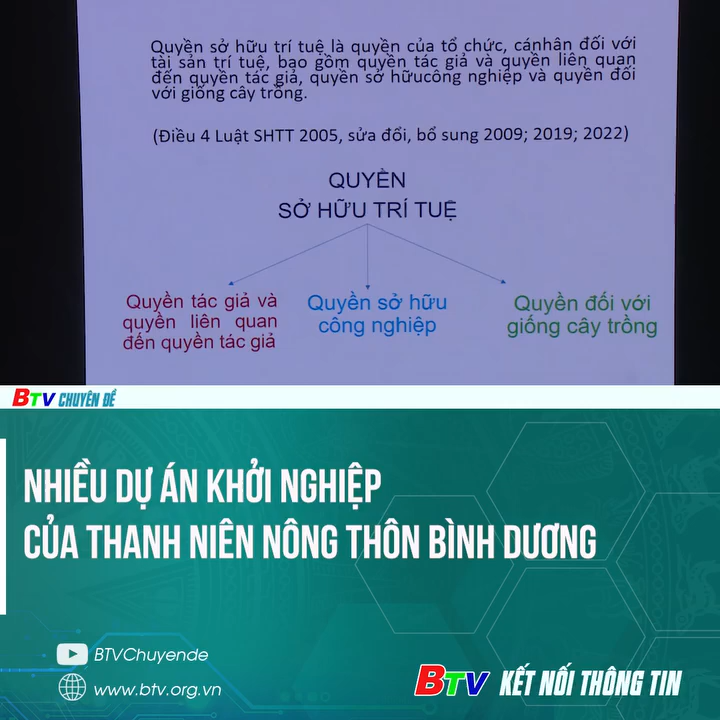 Quyền sở hữu trí tuệ là quyền của tổ chức, cánhân đối với
tài sản trí tuệ, bao gồm quyền tác giả và quyền liên quan
đến quyền tác giả, quyền sở hữucông nghiệp và quyền đối
với giống cây trồng.
(Điều 4 Luật SHTT 2005, sửa đổi, bổ sung 2009; 2019; 2022)
QUYỀN
SỞ HỮU TRÍ TUỆ
Quyền tác giả và
quyền liên quan
đến quyền tác giả
Quyền sở hữu
công nghiệp
Quyền đối với
giống cây trồng
BTV CHUYÊN ĐỀ
NHIỀU DỰ ÁN KHỞI NGHIỆP
CỦA THANH NIÊN NÔNG THÔN BÌNH DƯƠNG
BTVChuyende
www.btv.org.vn
BTV KẾT NỐI THÔNG TIN